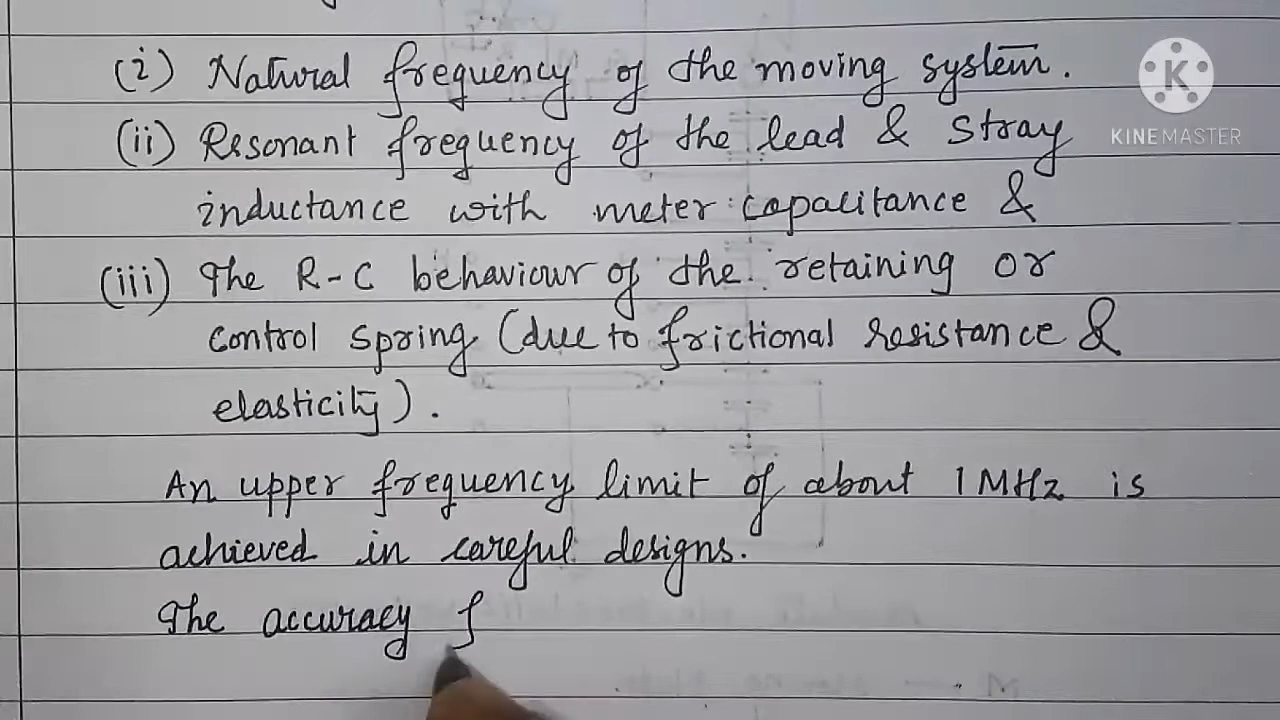 (i) Natural frequency of the moving system.
(ii) Resonant frequency of the lead & stray
inductance with meter capacitance &
(iii) The R-C behaviour of the retaining or
control spring (due to frictional resistance &
elasticity).
An upper frequency limit of about 1 MHz is
achieved in careful designs.
The accuracy f
K
KINEMASTER